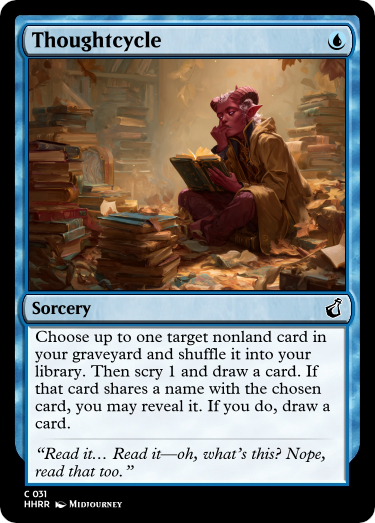 Thoughtcycle
Sorcery
Choose up to one target nonland card in
your graveyard and shuffle it into your
library. Then scry 1 and draw a card. If
that card shares a name with the chosen
card, you may reveal it. If you do, draw a
card.
“Read it… Read it—oh, what’s this? Nope,
read that too.”
C 031
HHRR Midjourney